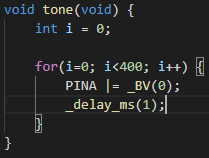 void tone(void) {
    int i = 0;

    for(i=0; i<400; i++) {
        PINA |= _BV(0);
        _delay_ms(1);
    }
}